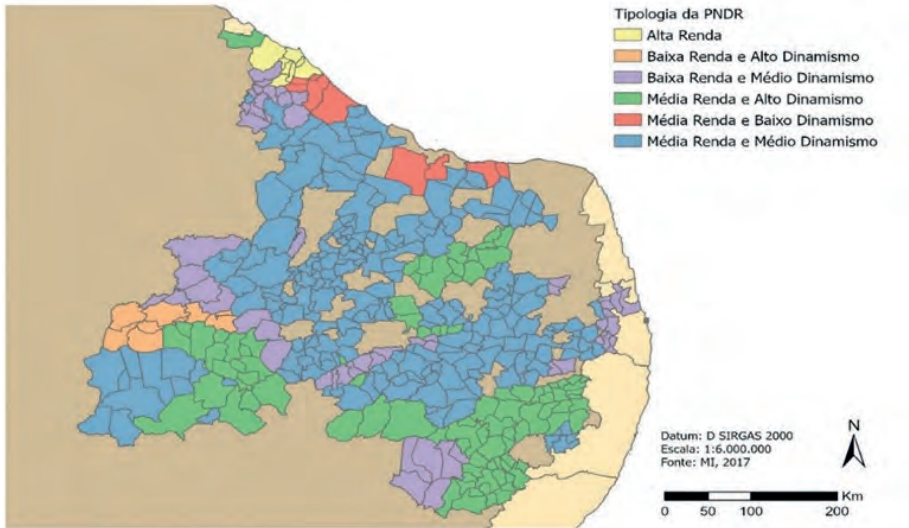 Tipologia da PNDR
Alta Renda
Baixa Renda e Alto Dinamismo
Baixa Renda e Médio Dinamismo
Média Renda e Alto Dinamismo
Média Renda e Baixo Dinamismo
Média Renda e Médio Dinamismo
Datum: D SIRGAS 2000
Escala: 1:6.000.000
Fonte: MI, 2017
N
Km
0 50 100 200